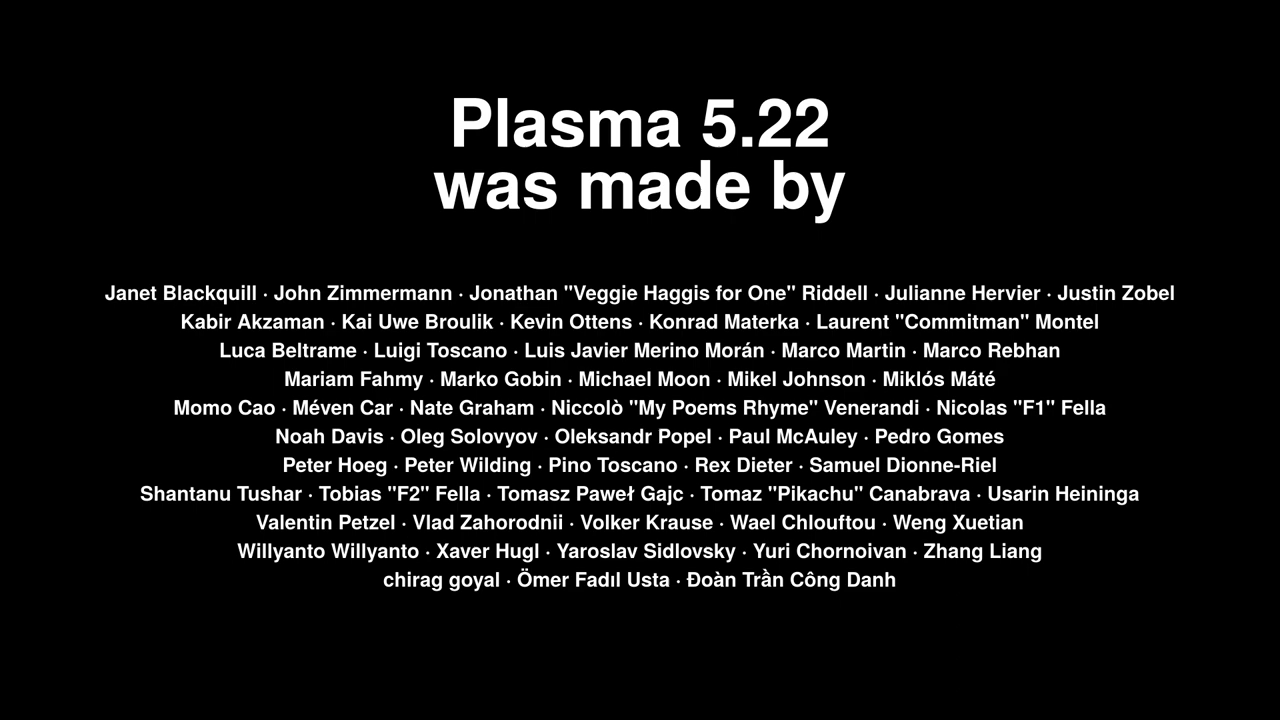 Plasma 5.22
was made by
Janet Blackquill · John Zimmermann · Jonathan "Veggie Haggis for One" Riddell · Julianne Hervier · Justin Zobel
Kabir Akzaman · Kai Uwe Broulik · Kevin Ottens · Konrad Materka · Laurent "Commitman" Montel
Luca Beltrame · Luigi Toscano · Luis Javier Merino Morán · Marco Martin · Marco Rebhan
Mariam Fahmy · Marko Gobin · Michael Moon · Mikel Johnson · Miklós Máté
Momo Cao · Méven Car · Nate Graham · Niccolò "My Poems Rhyme" Venerandi · Nicolas "F1" Fella
Noah Davis · Oleg Solovyov · Oleksandr Popel · Paul McAuley · Pedro Gomes
Peter Hoeg · Peter Wilding · Pino Toscano · Rex Dieter · Samuel Dionne-Riel
Shantanu Tushar · Tobias "F2" Fella · Tomasz Paweł Gajc · Tomaz "Pikachu" Canabrava · Usarin Heininga
Valentin Petzel · Vlad Zahorodnii · Volker Krause · Wael Chlouftou · Weng Xuetian
Willyanto Willyanto · Xaver Hugl · Yaroslav Sidlovsky · Yuri Chornoivan · Zhang Liang
chirag goyal · Ömer Fadıl Usta · Đoàn Trần Công Danh